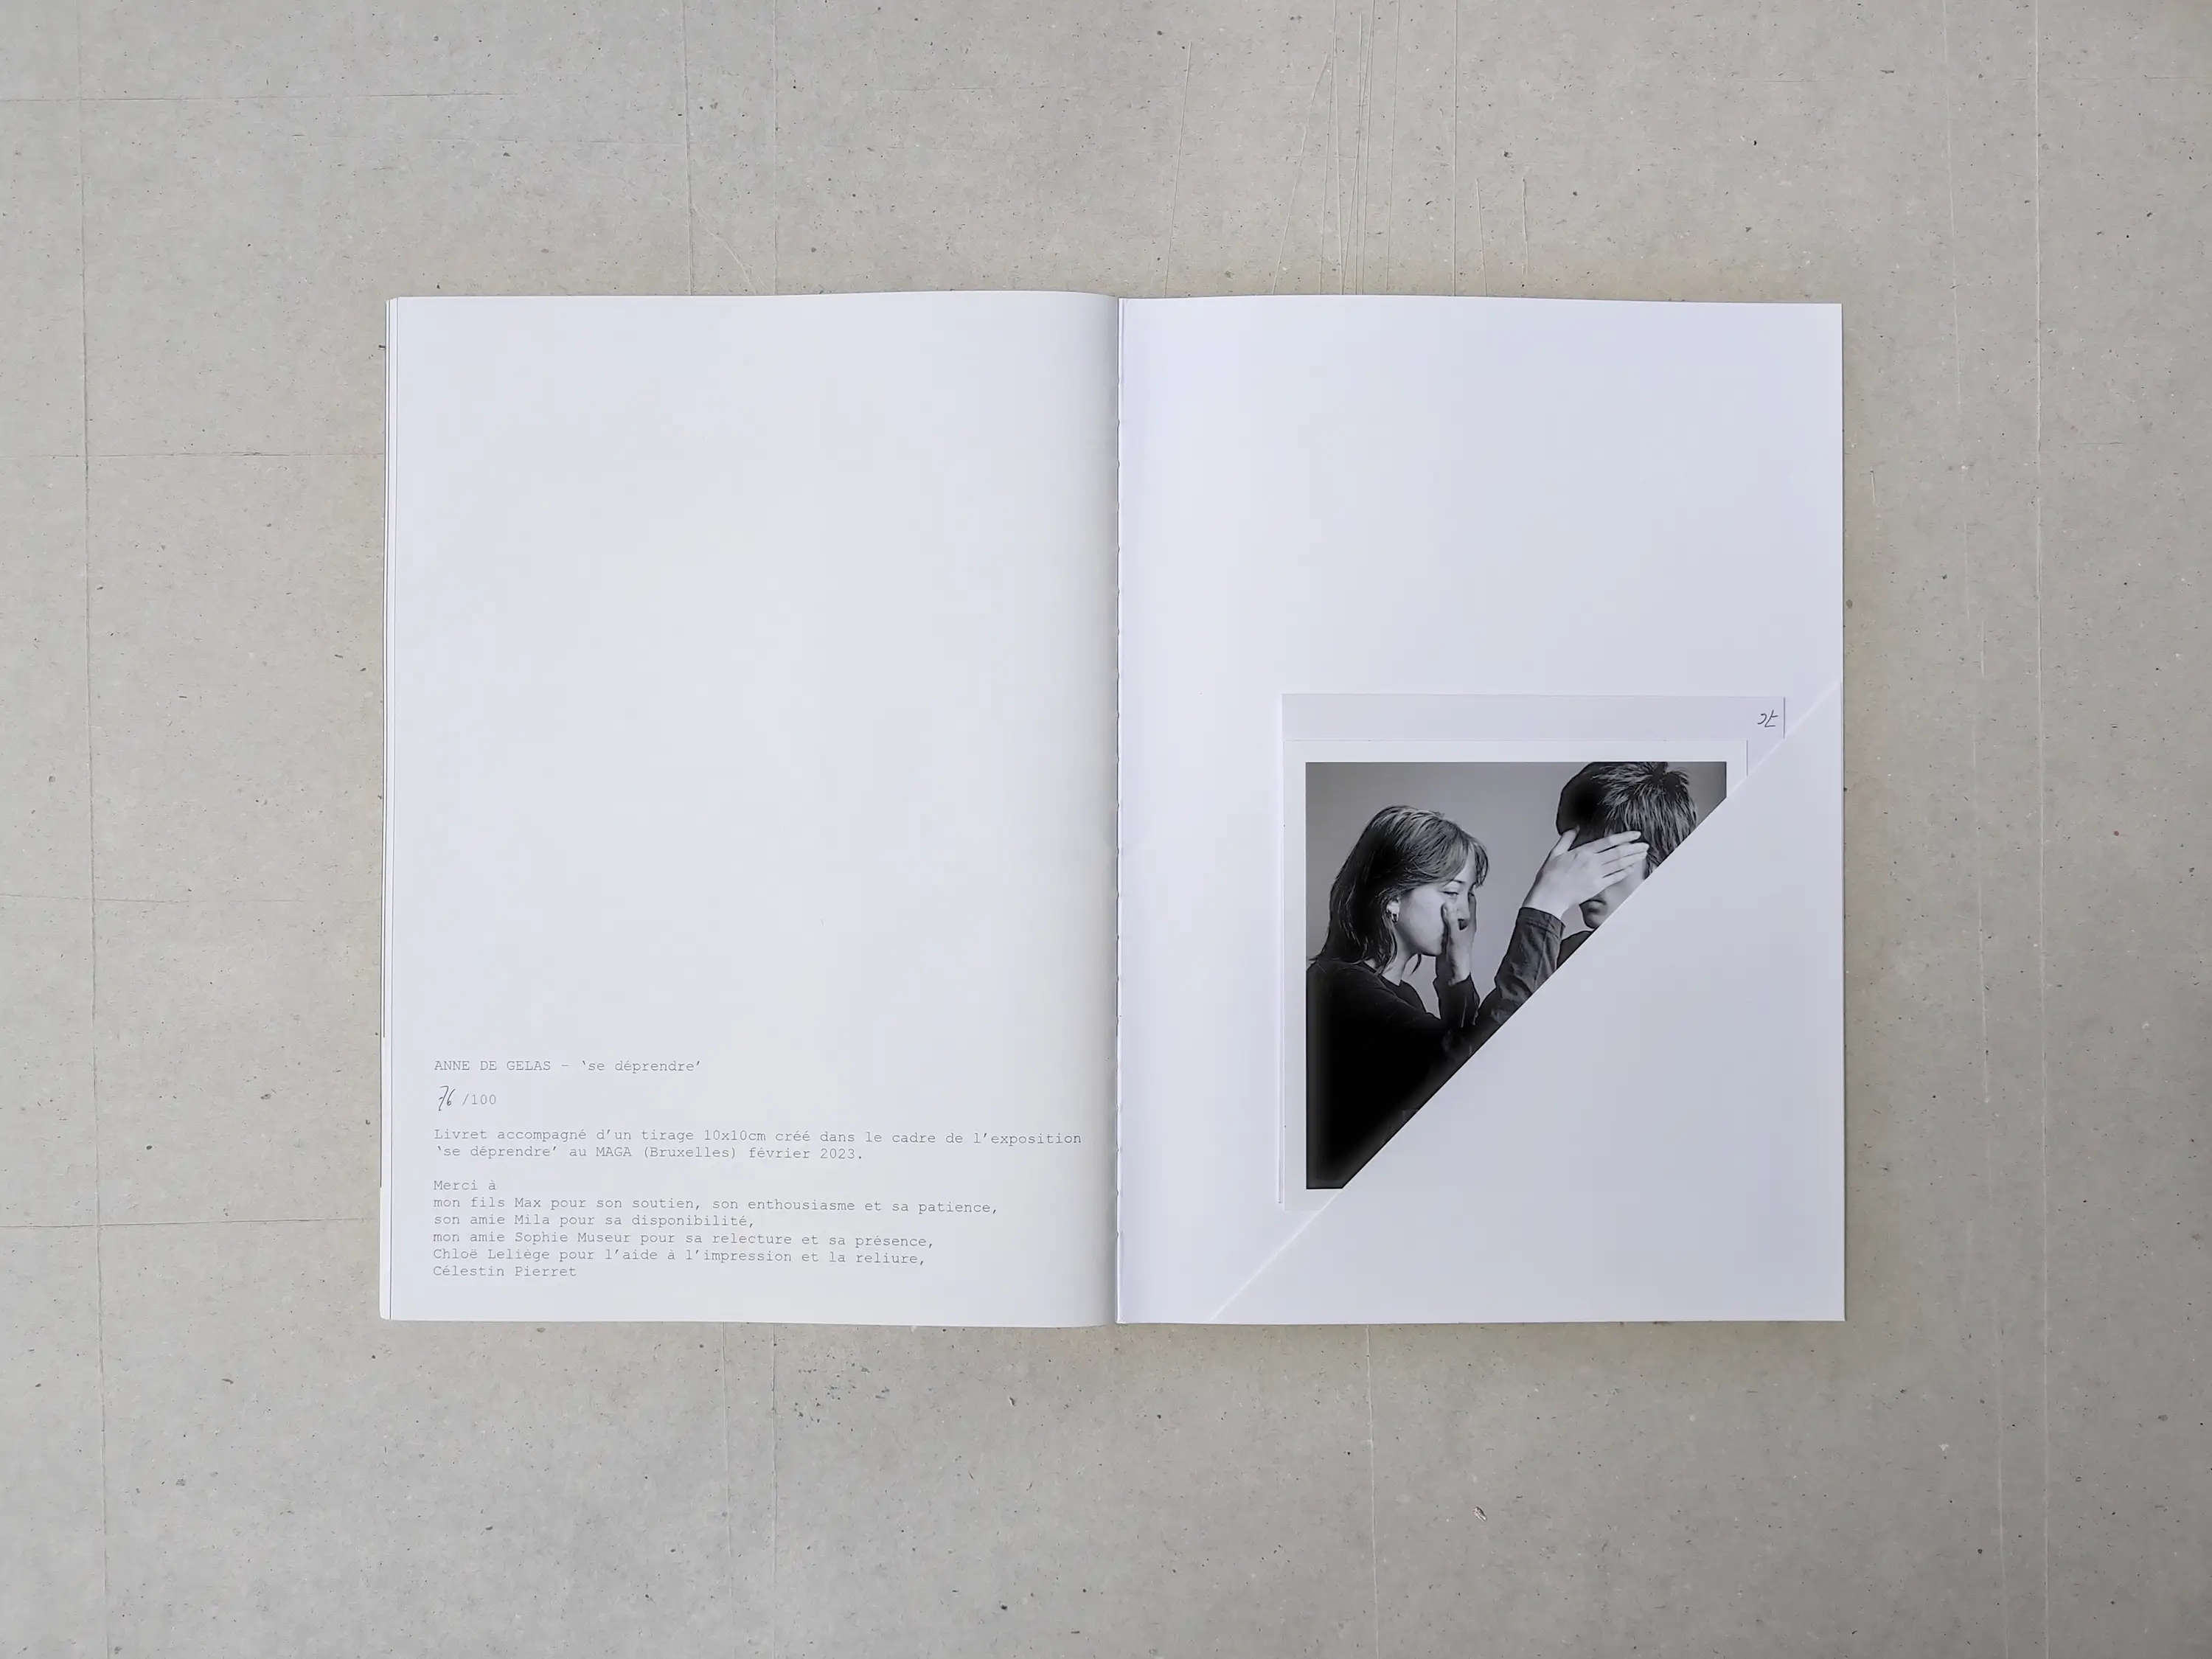 ANNE DE GELAS – ‘se déprendre’
76 /100
Livret accompagné d’un tirage 10x10cm créé dans le cadre de l’exposition
‘se déprendre’ au MAGA (Bruxelles) février 2023.
Merci à
mon fils Max pour son soutien, son enthousiasme et sa patience,
son amie Mila pour sa disponibilité,
mon amie Sophie Museur pour sa relecture et sa présence,
Chloë Leliège pour l’aide à l’impression et la reliure,
Célestin Pierret